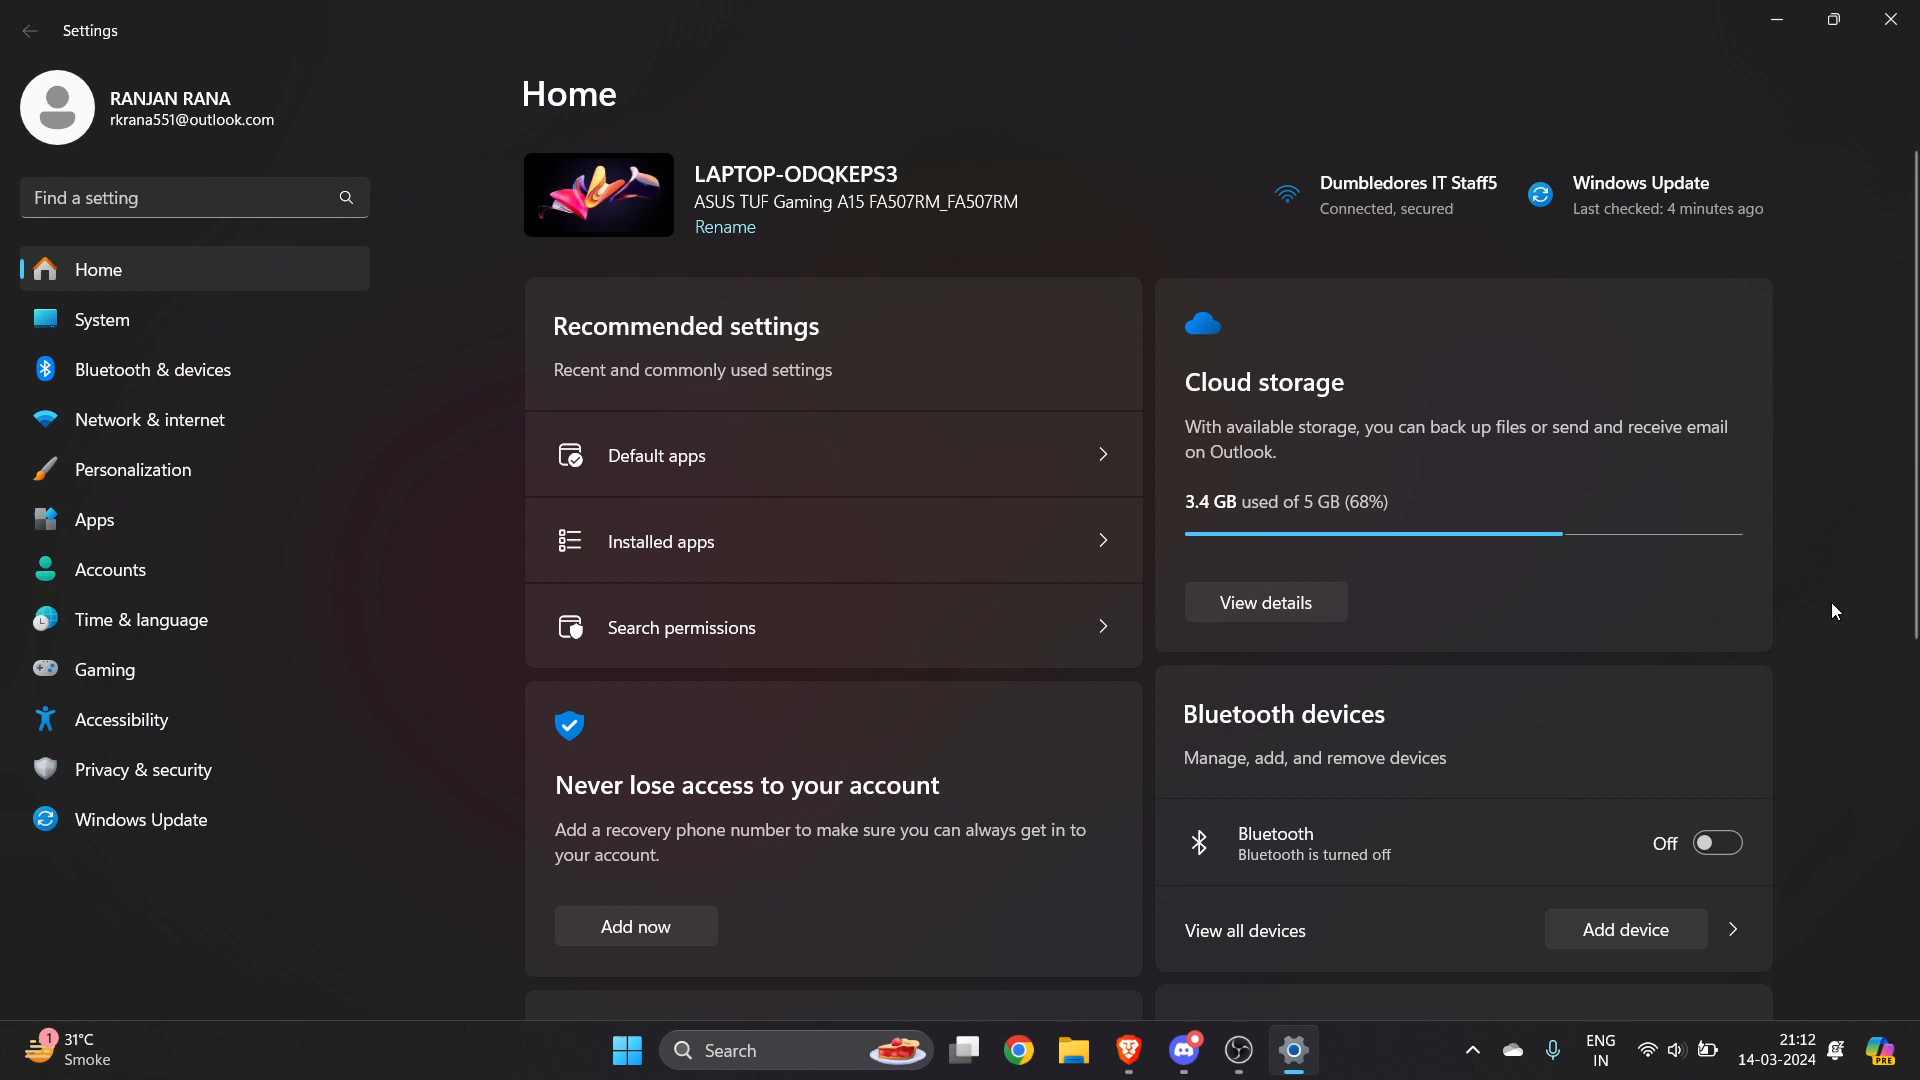 Settings
RANJAN RANA
rkrana551@outlook.com
Find a setting
Home
System
Bluetooth & devices
Network & internet
Personalization
Apps
Accounts
Time & language
Gaming
Accessibility
Privacy & security
Windows Update
Home
LAPTOP-ODQKEPS3
ASUS TUF Gaming A15 FA507RM_FA507RM
Rename
Dumbledores IT Staff5
Connected, secured
Windows Update
Last checked: 4 minutes ago
Recommended settings
Recent and commonly used settings
Default apps
Installed apps
Search permissions
Never lose access to your account
Add a recovery phone number to make sure you can always get in to
your account.
Add now
Cloud storage
With available storage, you can back up files or send and receive email
on Outlook.
3.4 GB used of 5 GB (68%)
View details
Bluetooth devices
Manage, add, and remove devices
Bluetooth
Bluetooth is turned off
Off
View all devices
Add device
1
31°C
Smoke
Search
ENG
IN
21:12
14-03-2024
PRE